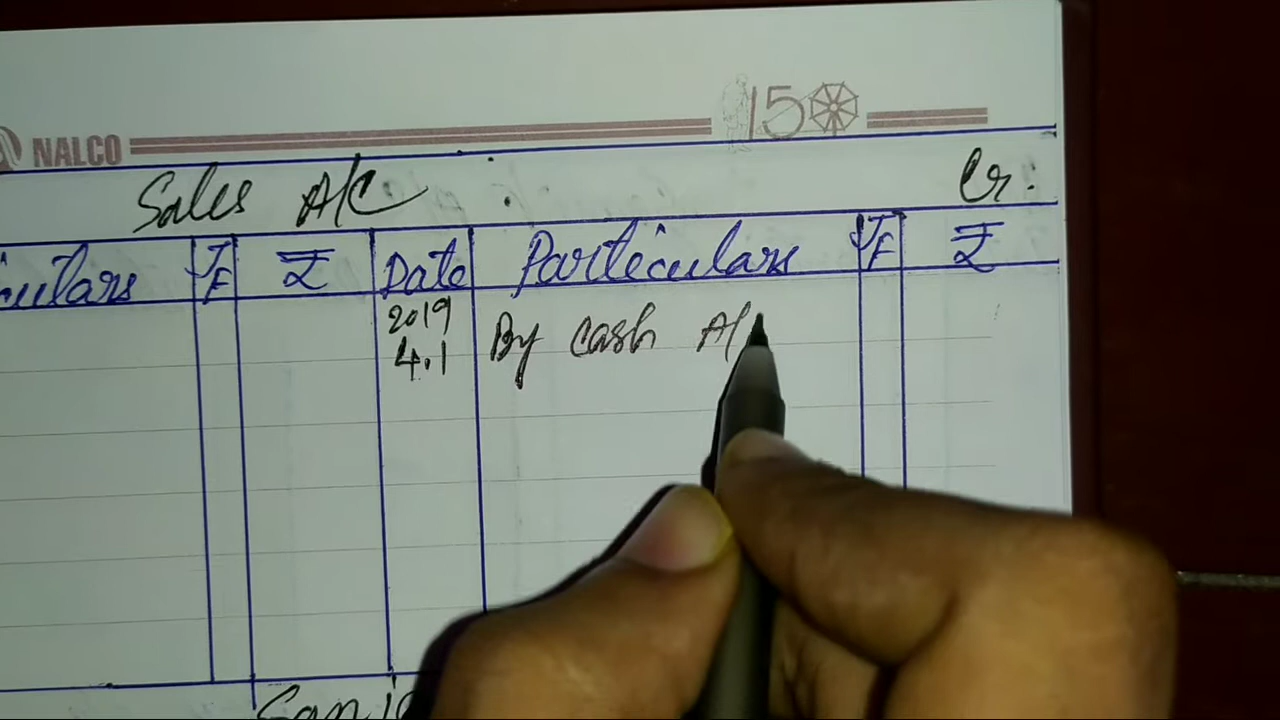 NALCO 150
Sales A/C
Cr.
culars J.F ₹ Date Particulars J.F ₹
2019
4.1 By Cash A/